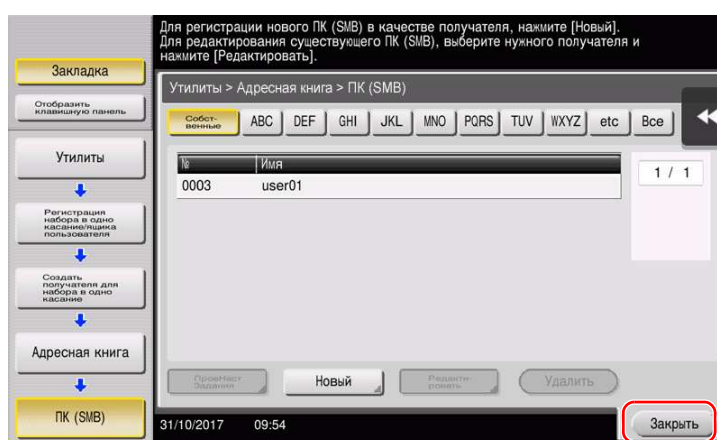 Для регистрации нового ПК (SMB) в качестве получателя, нажмите [Новый].
Для редактирования существующего ПК (SMB), выберите нужного получателя и
нажмите [Редактировать].
Закладка
Отобразить
клавишную панель
Утилиты > Адресная книга > ПК (SMB)
Собст-
венные
ABC DEF GHI JKL MNO PQRS TUV WXYZ etc Все
Утилиты
№ Имя
0003 user01
1 / 1
Регистрация
набора в одно
касание/ящика
пользователя
Создать
получателя для
набора в одно
касание
Адресная книга
ПК (SMB)
ПровНаст
Задания
Новый
Редакти-
ровать
Удалить
31/10/2017 09:54
Закрыть